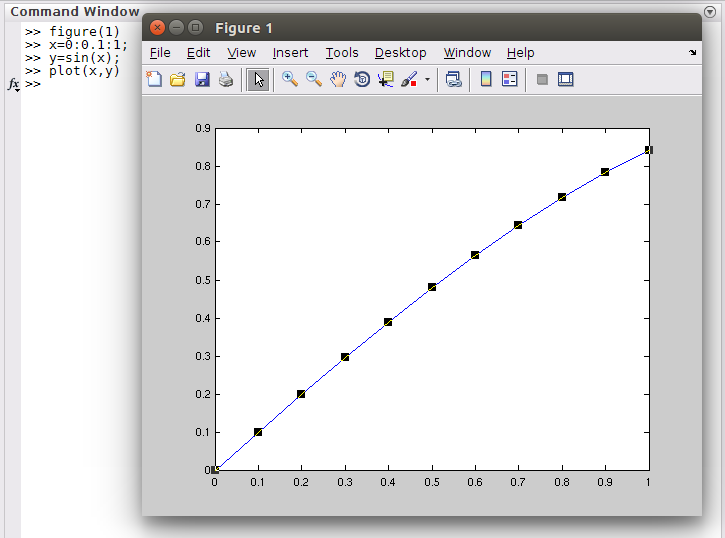 Command Window
>> figure(1)
>> x=0:0.1:1;
>> y=sin(x);
>> plot(x,y)
fx >>
Figure 1
File Edit View Insert Tools Desktop Window Help
0.9
0.8
0.7
0.6
0.5
0.4
0.3
0.2
0.1
0
0 0.1 0.2 0.3 0.4 0.5 0.6 0.7 0.8 0.9 1